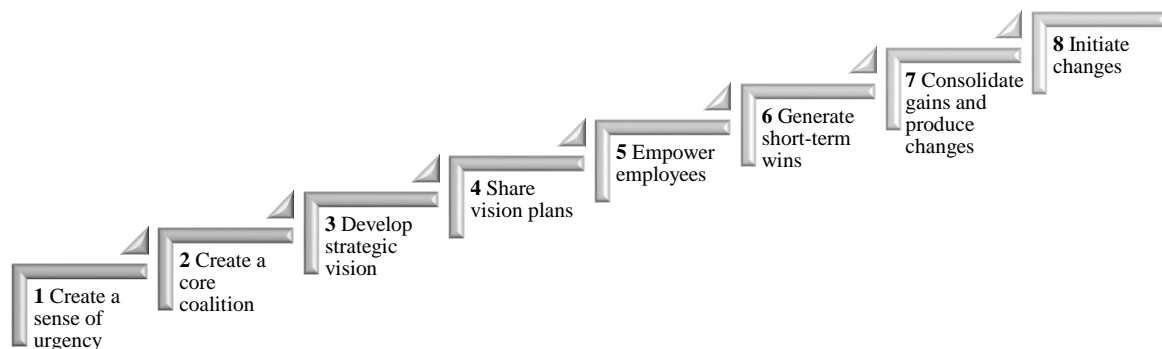 1 Create a
sense of
urgency
2 Create a
core
coalition
3 Develop
strategic
vision
4 Share
vision plans
5 Empower
employees
6 Generate
short-term
wins
7 Consolidate
gains and
produce
changes
8 Initiate
changes